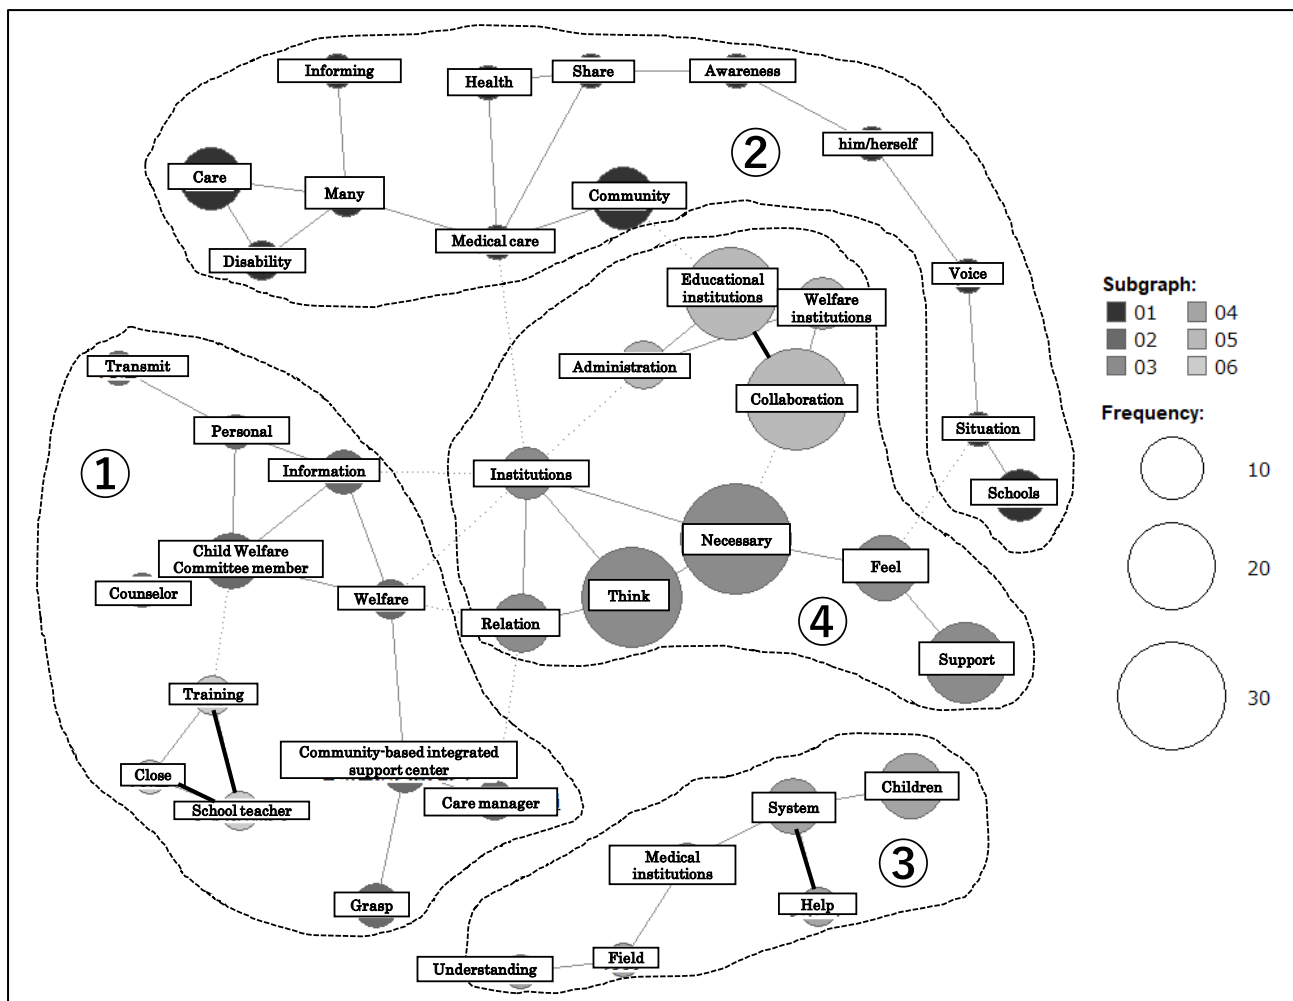 Informing
Health
Share
Awareness
②
him/herself
Care
Many
Community
Medical care
Disability
Voice
Educational
institutions
Welfare
institutions
Administration
Collaboration
Situation
Schools
Transmit
Personal
①
Information
Institutions
Necessary
Child Welfare
Committee member
Counselor
Welfare
Relation
Think
Feel
④
Support
Training
Close
School teacher
Community-based integrated
support center
Care manager
Grasp
System
Children
Medical
institutions
③
Help
Field
Understanding
Subgraph:
01 04
02 05
03 06
Frequency:
10
20
30